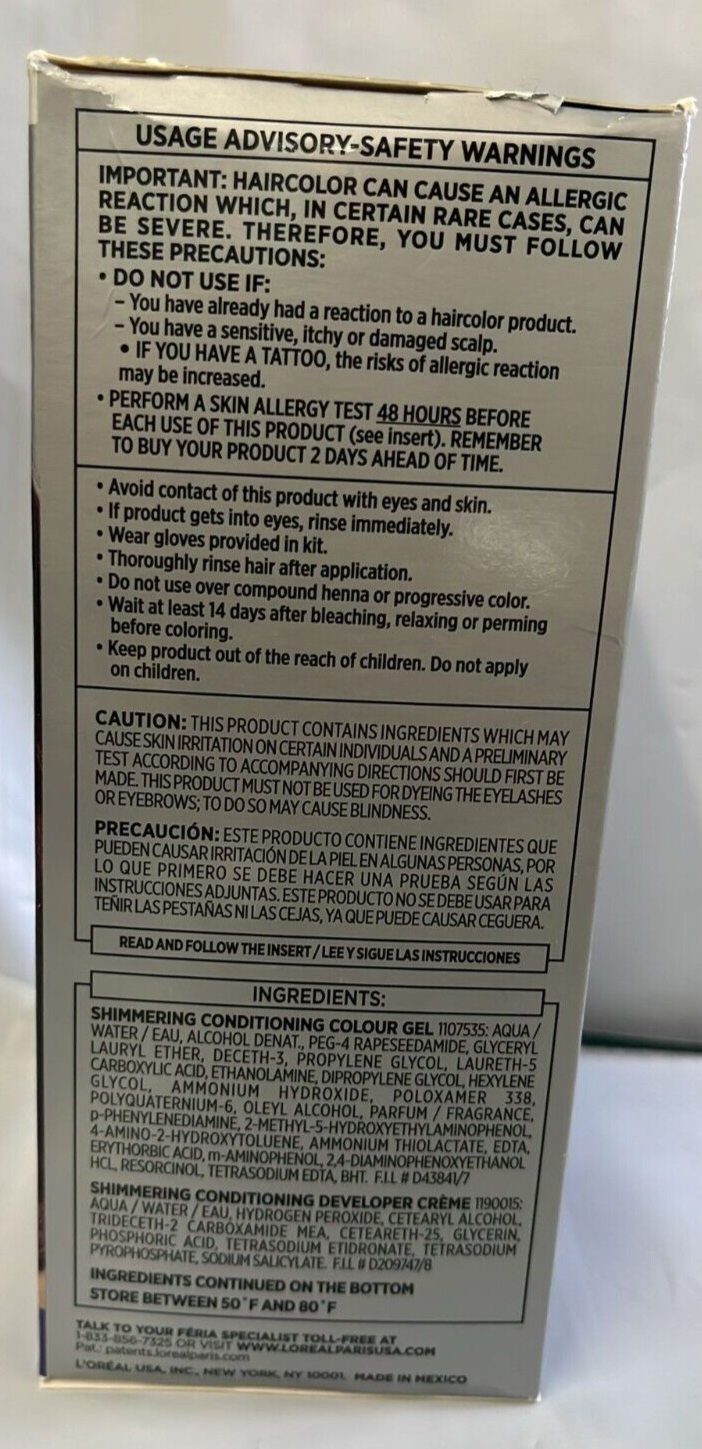 USAGE ADVISORY-SAFETY WARNINGS
IMPORTANT: HAIRCOLOR CAN CAUSE AN ALLERGIC
REACTION WHICH, IN CERTAIN RARE CASES, CAN
BE SEVERE. THEREFORE, YOU MUST FOLLOW
THESE PRECAUTIONS:
• DO NOT USE IF:
– You have already had a reaction to a haircolor product.
– You have a sensitive, itchy or damaged scalp.
• IF YOU HAVE A TATTOO, the risks of allergic reaction
may be increased.
• PERFORM A SKIN ALLERGY TEST 48 HOURS BEFORE
EACH USE OF THIS PRODUCT (see insert). REMEMBER
TO BUY YOUR PRODUCT 2 DAYS AHEAD OF TIME.
• Avoid contact of this product with eyes and skin.
• If product gets into eyes, rinse immediately.
• Wear gloves provided in kit.
• Thoroughly rinse hair after application.
• Do not use over compound henna or progressive color.
• Wait at least 14 days after bleaching, relaxing or perming
before coloring.
• Keep product out of the reach of children. Do not apply
on children.
CAUTION: THIS PRODUCT CONTAINS INGREDIENTS WHICH MAY
CAUSE SKIN IRRITATION ON CERTAIN INDIVIDUALS AND A PRELIMINARY
TEST ACCORDING TO ACCOMPANYING DIRECTIONS SHOULD FIRST BE
MADE. THIS PRODUCT MUST NOT BE USED FOR DYEING THE EYELASHES
OR EYEBROWS; TO DO SO MAY CAUSE BLINDNESS.
PRECAUCIÓN: ESTE PRODUCTO CONTIENE INGREDIENTES QUE
PUEDEN CAUSAR IRRITACIÓN DE LA PIEL EN ALGUNAS PERSONAS, POR
LO QUE PRIMERO SE DEBE HACER UNA PRUEBA SEGÚN LAS
INSTRUCCIONES ADJUNTAS. ESTE PRODUCTO NO SE DEBE USAR PARA
TEÑIR LAS PESTAÑAS NI LAS CEJAS, YA QUE PUEDE CAUSAR CEGUERA.
READ AND FOLLOW THE INSERT / LEE Y SIGUE LAS INSTRUCCIONES
INGREDIENTS:
SHIMMERING CONDITIONING COLOUR GEL 1107535: AQUA /
WATER / EAU, ALCOHOL DENAT., PEG-4 RAPESEEDAMIDE, GLYCERYL
LAURYL ETHER, DECETH-3, PROPYLENE GLYCOL, LAURETH-5
CARBOXYLIC ACID, ETHANOLAMINE, DIPROPYLENE GLYCOL, HEXYLENE
GLYCOL, AMMONIUM HYDROXIDE, POLOXAMER 338,
POLYQUATERNIUM-6, OLEYL ALCOHOL, PARFUM / FRAGRANCE,
p-PHENYLENEDIAMINE, 2-METHYL-5-HYDROXYETHYLAMINOPHENOL,
4-AMINO-2-HYDROXYTOLUENE, AMMONIUM THIOLACTATE, EDTA,
ERYTHORBIC ACID, m-AMINOPHENOL, 2,4-DIAMINOPHENOXYETHANOL
HCL, RESORCINOL, TETRASODIUM EDTA, BHT. F.I.L # D43841/7
SHIMMERING CONDITIONING DEVELOPER CRÈME 1190015:
AQUA / WATER / EAU, HYDROGEN PEROXIDE, CETEARYL ALCOHOL,
TRIDECETH-2 CARBOXAMIDE MEA, CETEARETH-25, GLYCERIN,
PHOSPHORIC ACID, TETRASODIUM ETIDRONATE, TETRASODIUM
PYROPHOSPHATE, SODIUM SALICYLATE. F.I.L # D209747/8
INGREDIENTS CONTINUED ON THE BOTTOM
STORE BETWEEN 50°F AND 80°F
TALK TO YOUR FÉRIA SPECIALIST TOLL-FREE AT
1-833-856-7325 OR VISIT WWW.LOREALPARISUSA.COM
Pat.: patents.lorealparis.com
L'ORÉAL USA, INC., NEW YORK, NY 10001. MADE IN MEXICO